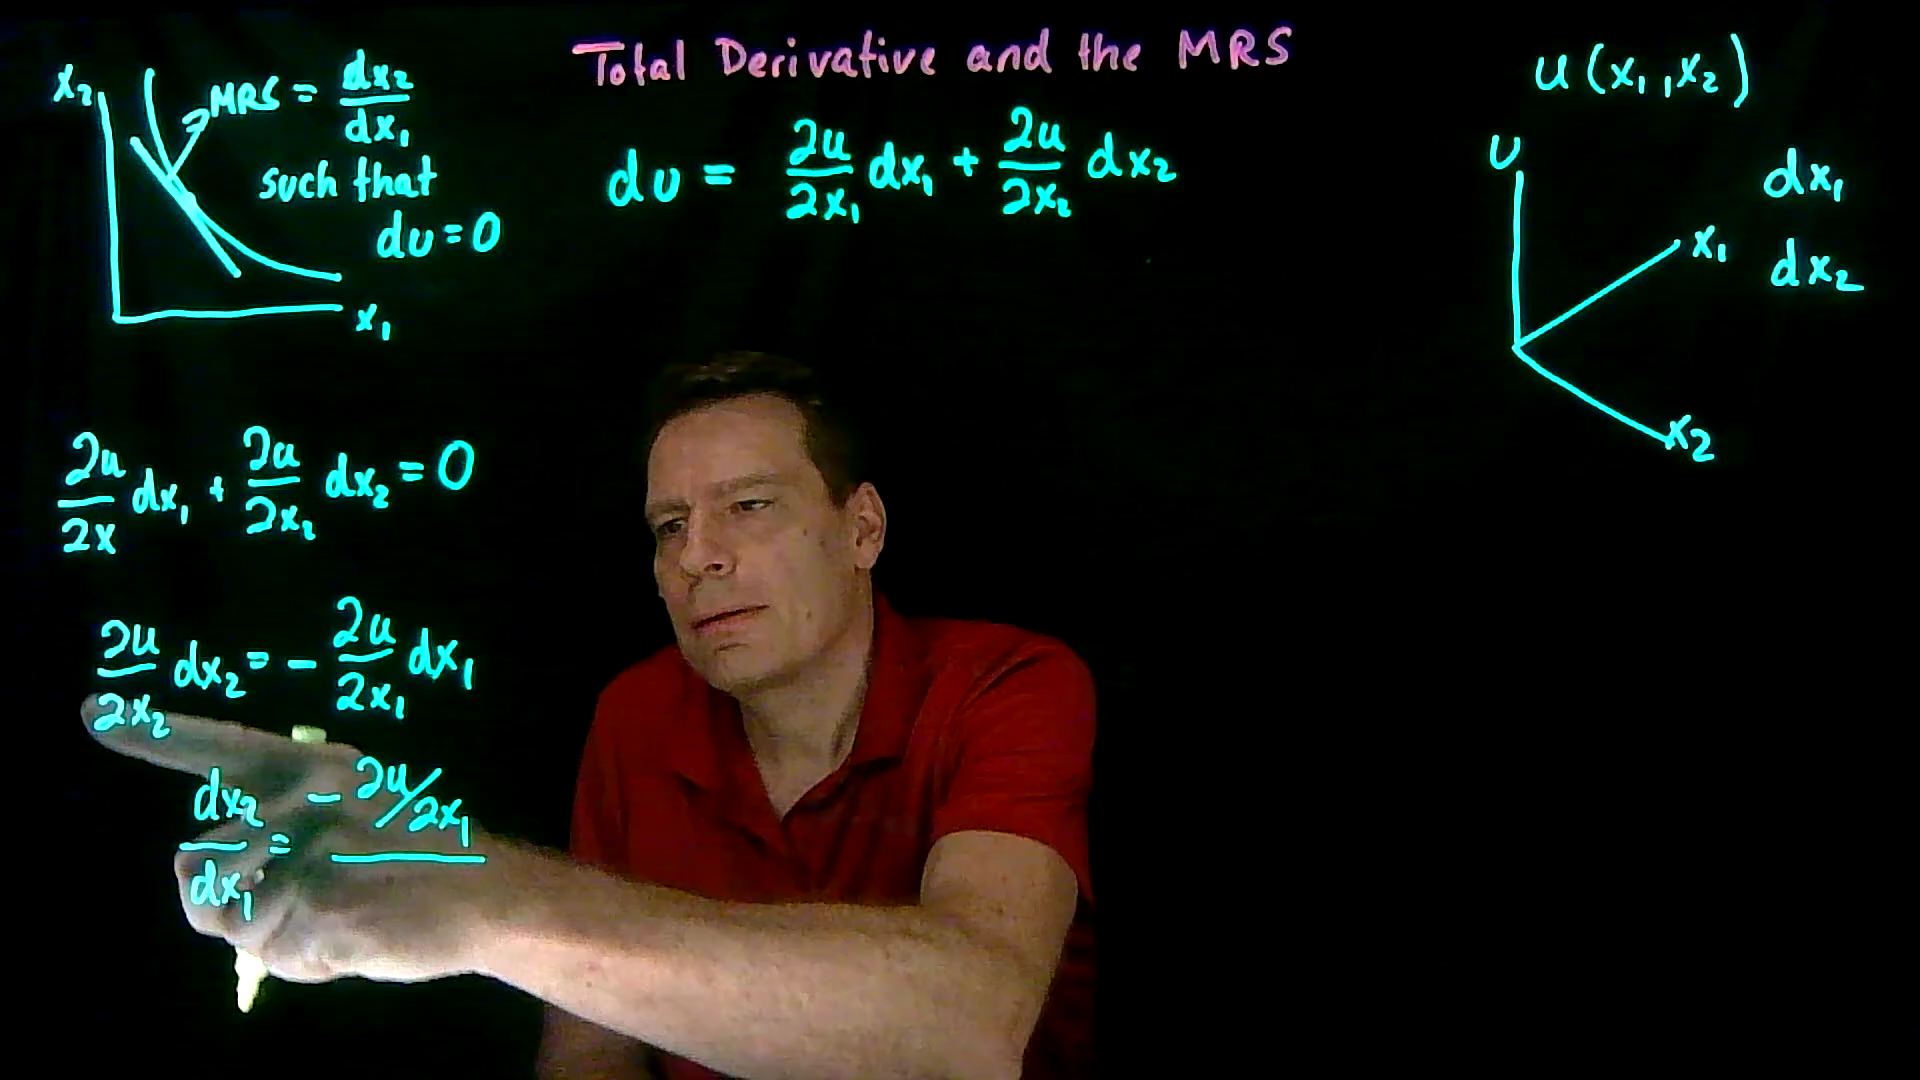 Total Derivative and the MRS
x₂
MRS = dx₂/dx₁
such that
du = 0
x₁
du = ∂u/∂x₁ dx₁ + ∂u/∂x₂ dx₂
u(x₁, x₂)
U
x₁
x₂
dx₁
dx₂
∂u/∂x dx₁ + ∂u/∂x₂ dx₂ = 0
∂u/∂x₂ dx₂ = - ∂u/∂x₁ dx₁
dx₂/dx₁ = - ∂u/∂x₁